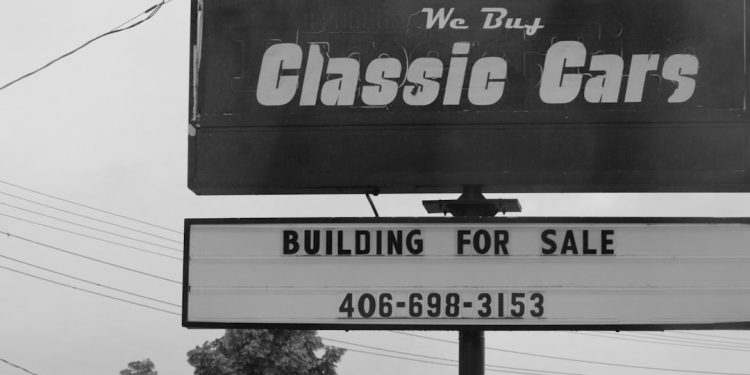 We Buy
Classic Cars
BUILDING FOR SALE
406-698-3153